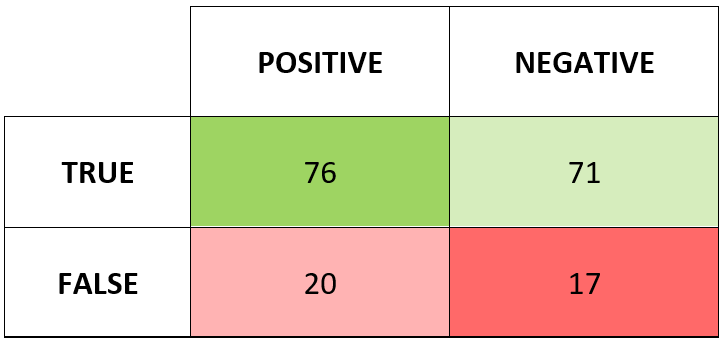 POSITIVE NEGATIVE
TRUE 76 71
FALSE 20 17